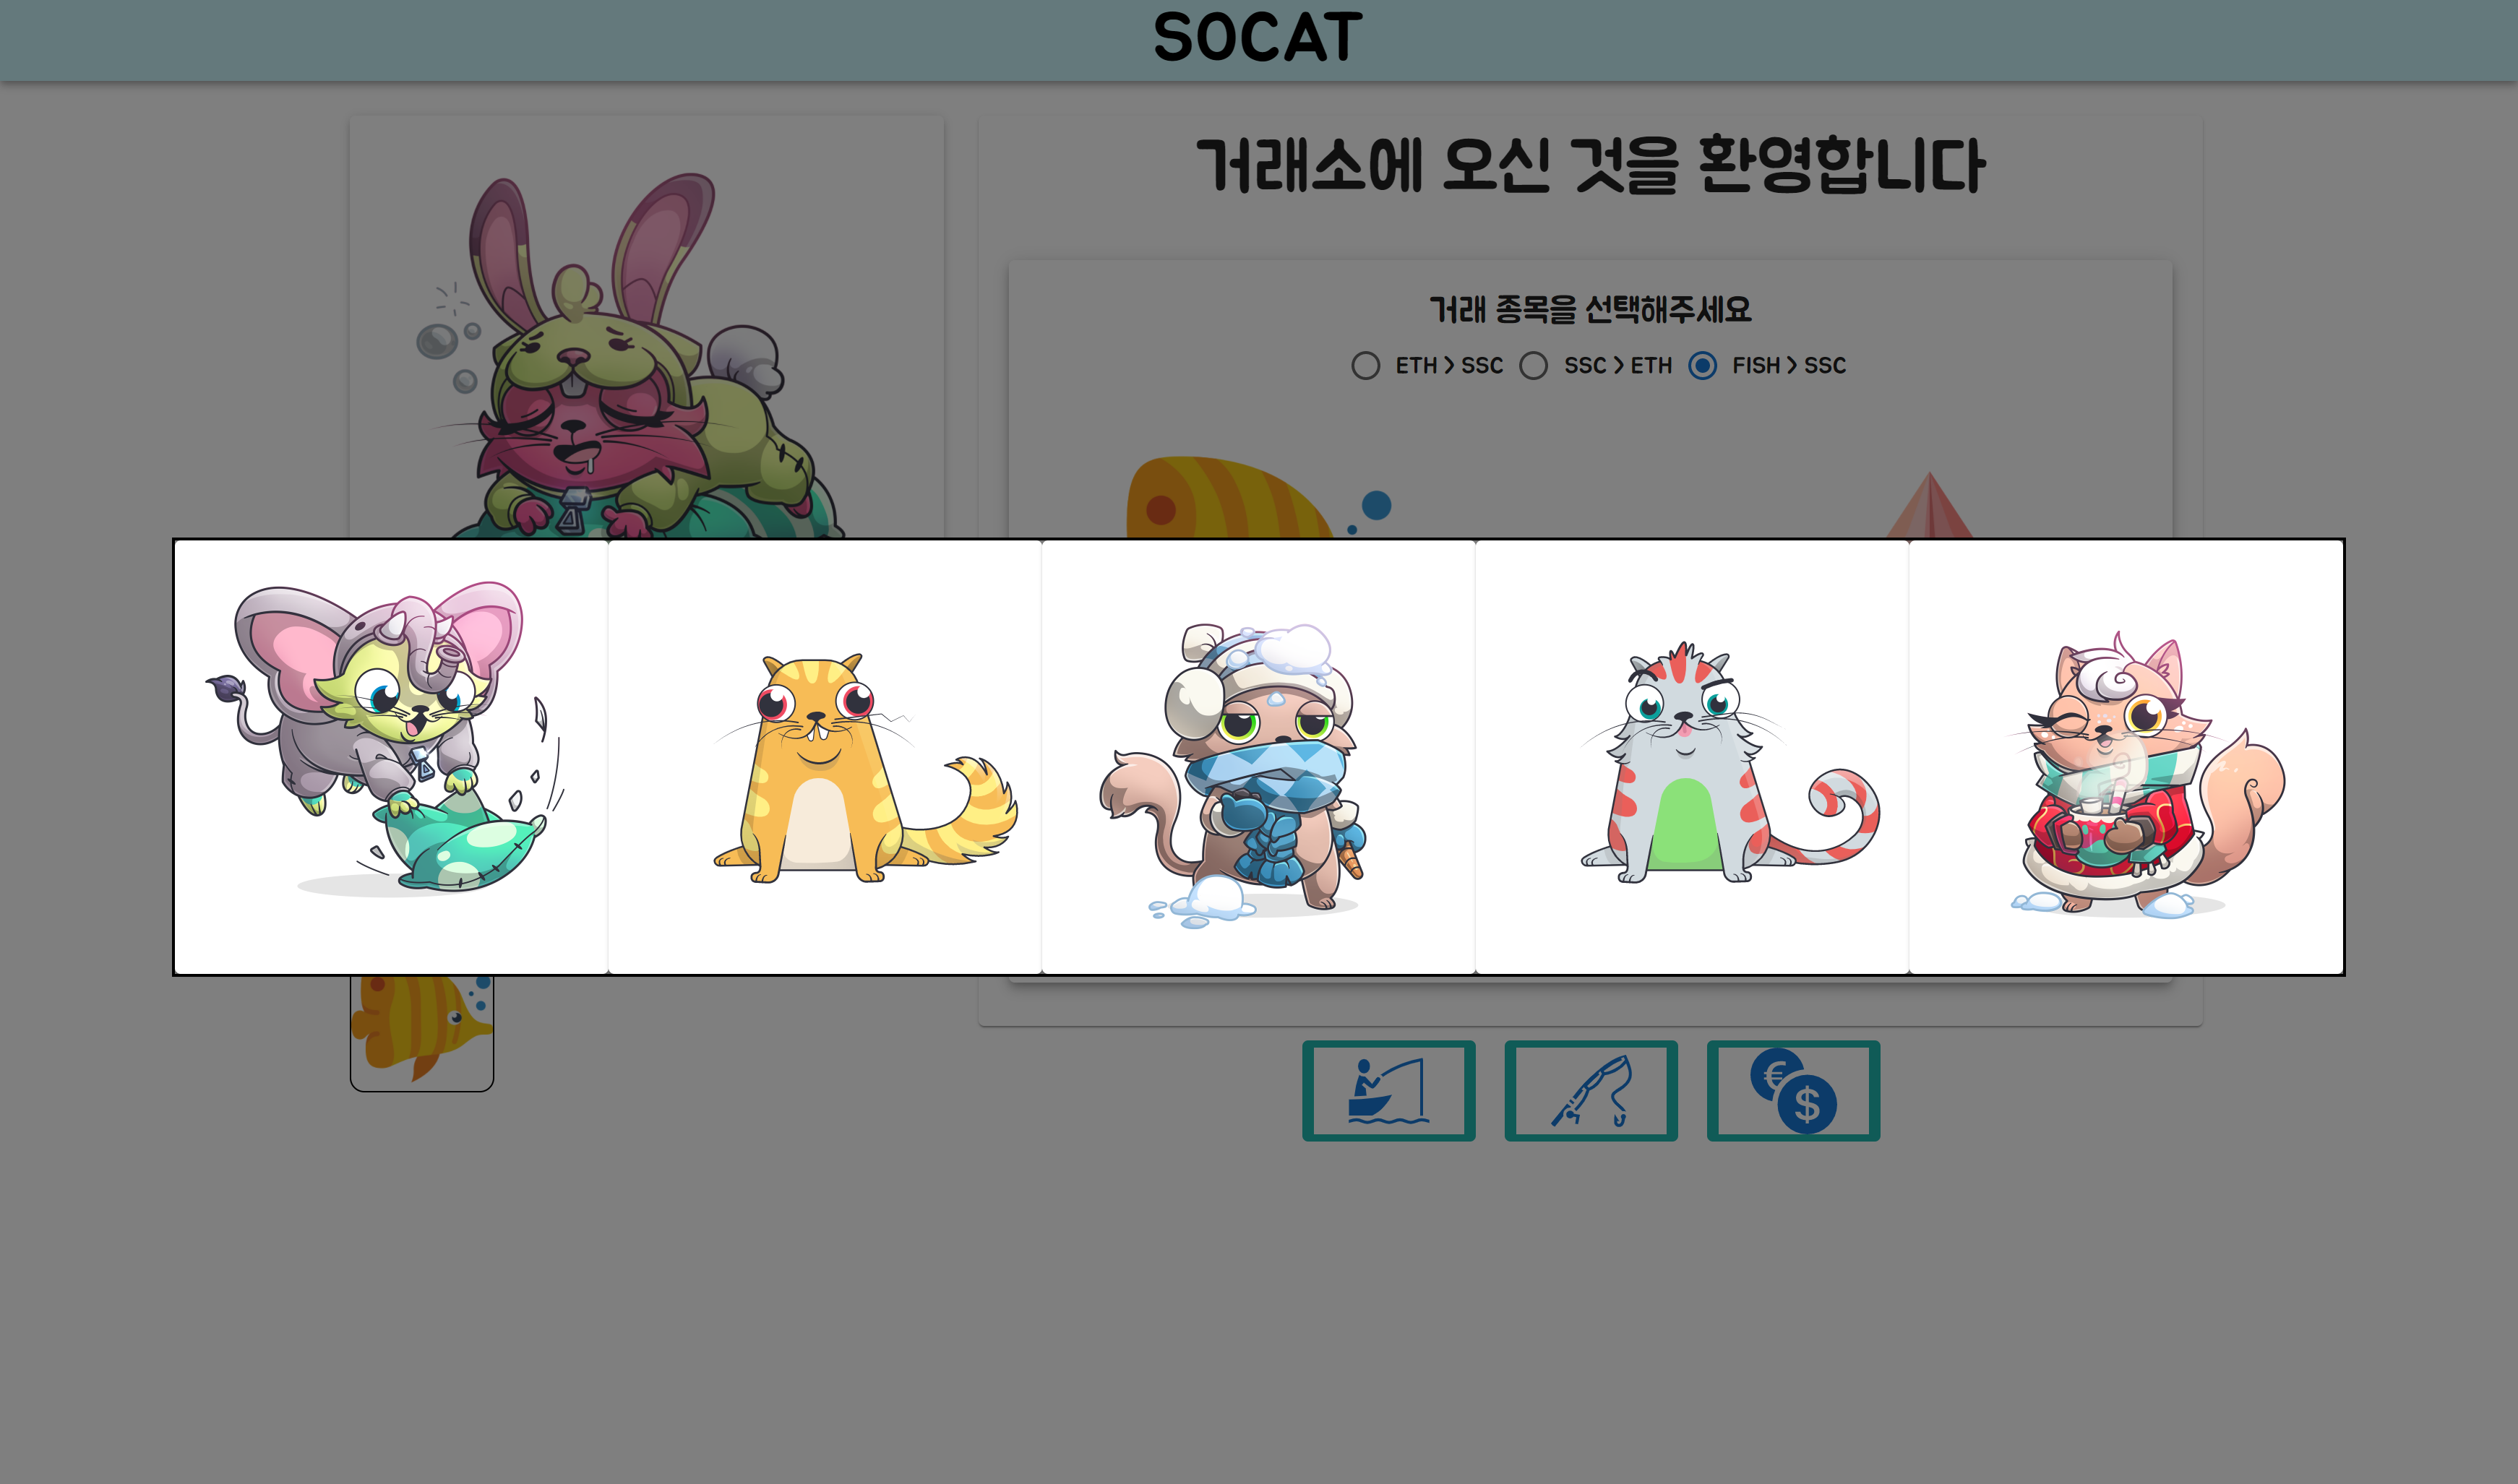 SOCAT
거래소에 오신 것을 환영합니다
거래 종목을 선택해주세요
ETH > SSC SSC > ETH FISH > SSC
€
$